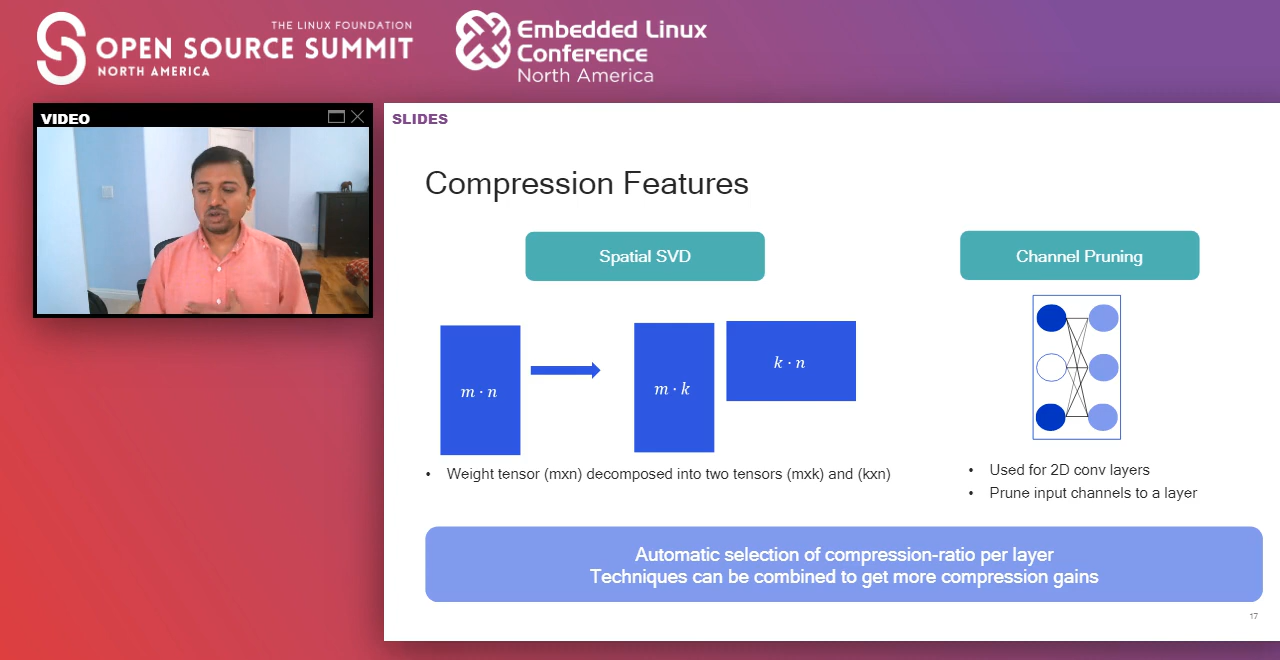 THE LINUX FOUNDATION
OPEN SOURCE SUMMIT
NORTH AMERICA
Embedded Linux
Conference
North America
VIDEO
SLIDES
Compression Features
Spatial SVD
Channel Pruning
m · n
m · k
k · n
• Weight tensor (mxn) decomposed into two tensors (mxk) and (kxn)
• Used for 2D conv layers
• Prune input channels to a layer
Automatic selection of compression-ratio per layer
Techniques can be combined to get more compression gains
17